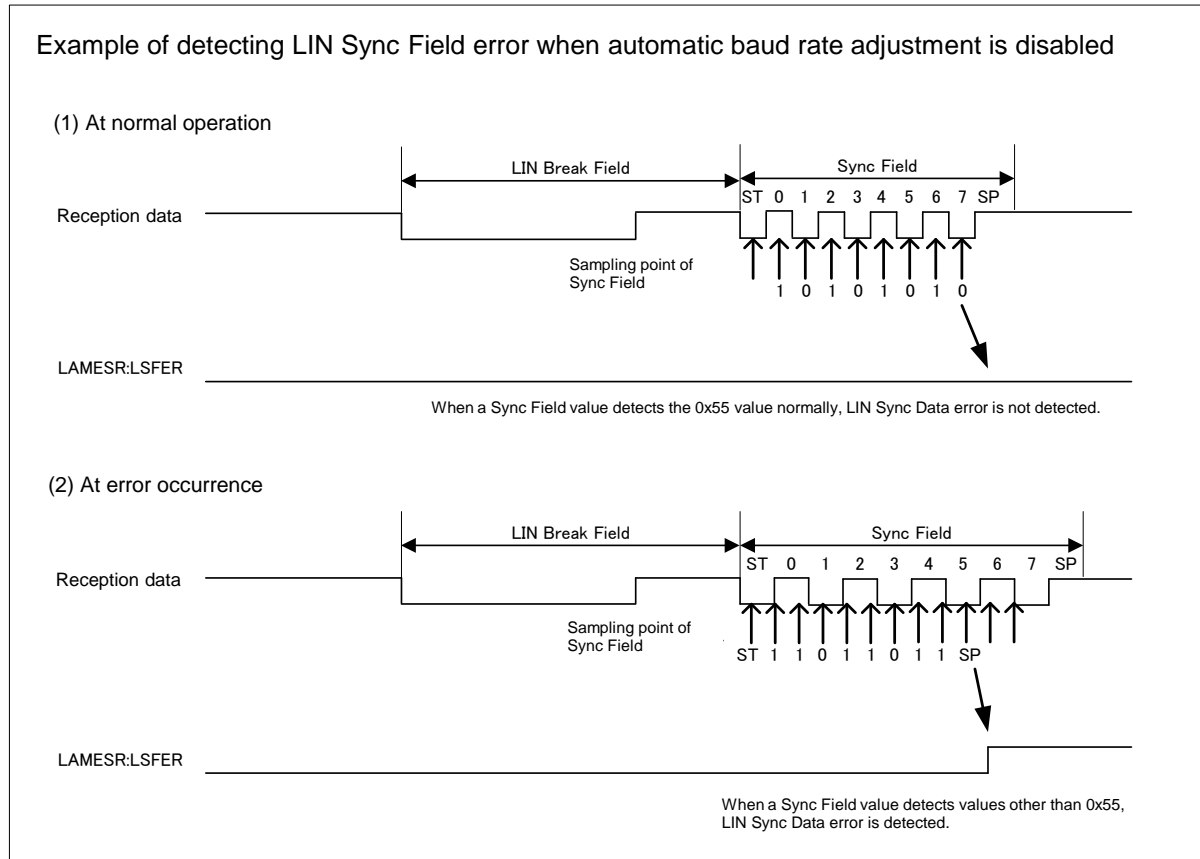 Example of detecting LIN Sync Field error when automatic baud rate adjustment is disabled
(1) At normal operation
LIN Break Field
Sync Field
ST 0 1 2 3 4 5 6 7 SP
Reception data
Sampling point of
Sync Field
1 0 1 0 1 0 1 0
LAMESR:LSFER
When a Sync Field value detects the 0x55 value normally, LIN Sync Data error is not detected.
(2) At error occurrence
LIN Break Field
Sync Field
ST 0 1 2 3 4 5 6 7 SP
Reception data
Sampling point of
Sync Field
ST 1 1 0 1 1 0 1 1 SP
LAMESR:LSFER
When a Sync Field value detects values other than 0x55,
LIN Sync Data error is detected.